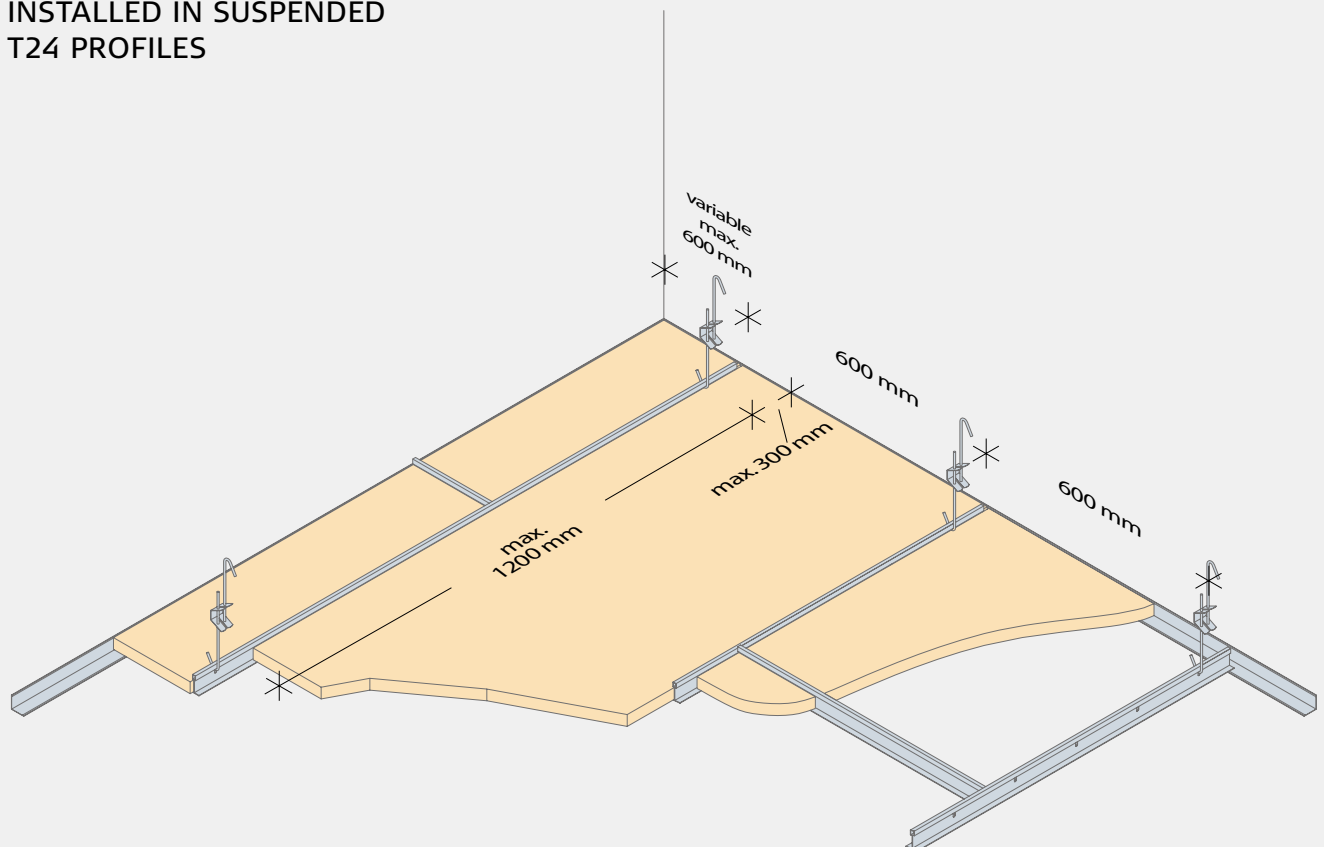 INSTALLED IN SUSPENDED
T24 PROFILES
variable
max.
600 mm
600 mm
max. 300 mm
600 mm
max.
1200 mm